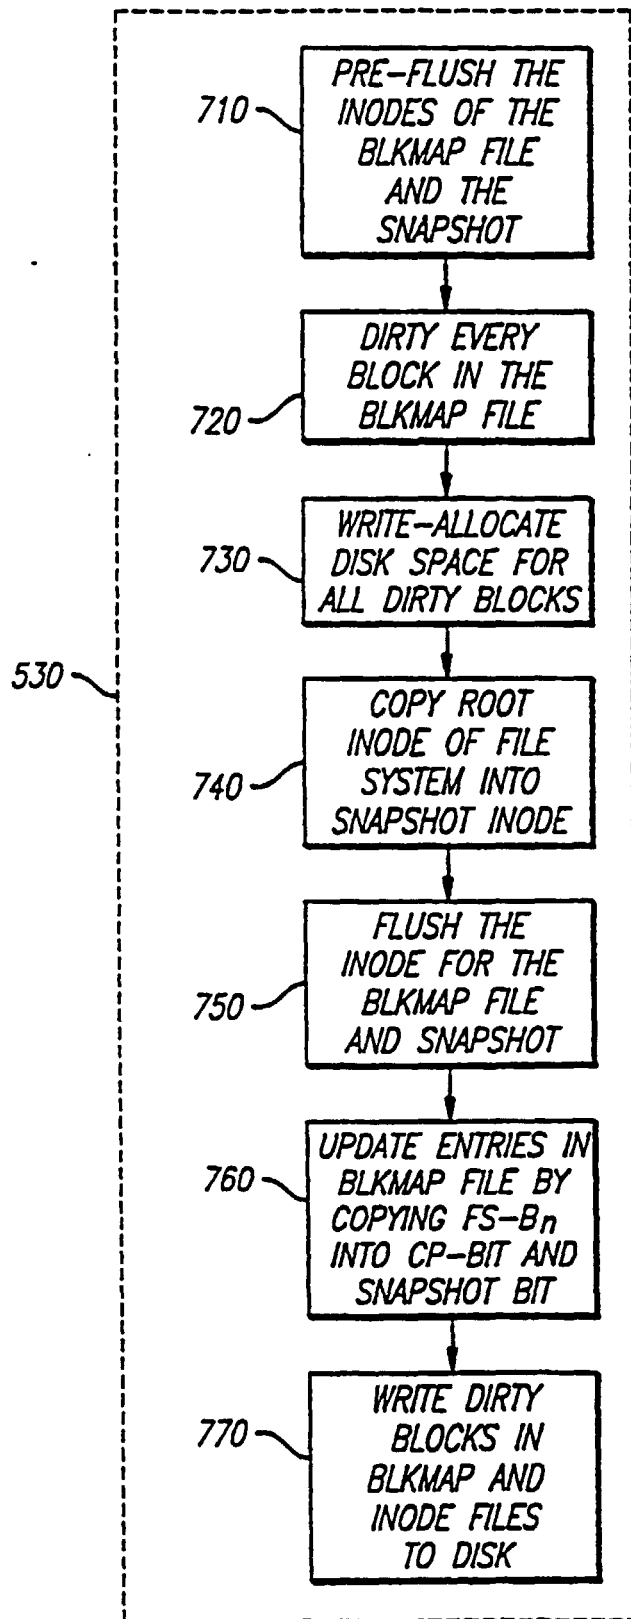 710
PRE-FLUSH THE
INODES OF THE
BLKMAP FILE
AND THE
SNAPSHOT
720
DIRTY EVERY
BLOCK IN THE
BLKMAP FILE
730
WRITE-ALLOCATE
DISK SPACE FOR
ALL DIRTY BLOCKS
530
740
COPY ROOT
INODE OF FILE
SYSTEM INTO
SNAPSHOT INODE
750
FLUSH THE
INODE FOR THE
BLKMAP FILE
AND SNAPSHOT
760
UPDATE ENTRIES IN
BLKMAP FILE BY
COPYING FS-Bn
INTO CP-BIT AND
SNAPSHOT BIT
770
WRITE DIRTY
BLOCKS IN
BLKMAP AND
INODE FILES
TO DISK